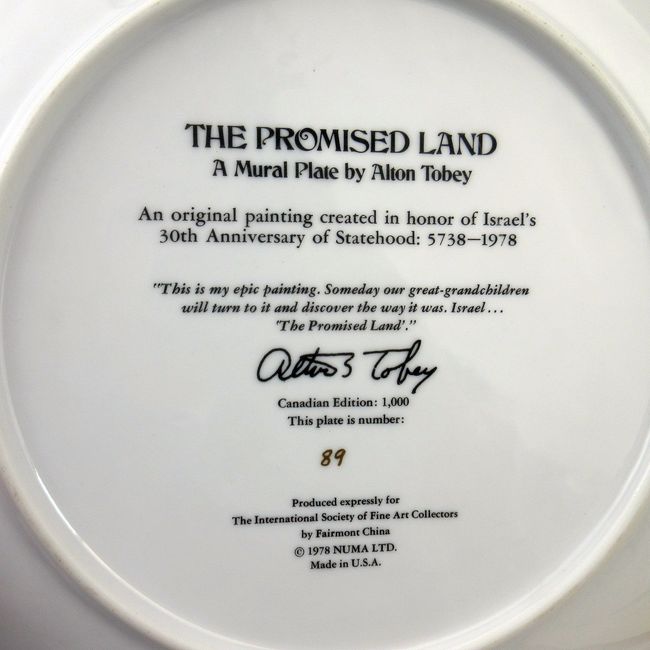 THE PROMISED LAND
A Mural Plate by Alton Tobey
An original painting created in honor of Israel's
30th Anniversary of Statehood: 5738—1978
"This is my epic painting. Someday our great-grandchildren
will turn to it and discover the way it was. Israel...
'The Promised Land'."
Alton S Tobey
Canadian Edition: 1,000
This plate is number:
89
Produced expressly for
The International Society of Fine Art Collectors
by Fairmont China
© 1978 NUMA LTD.
Made in U.S.A.